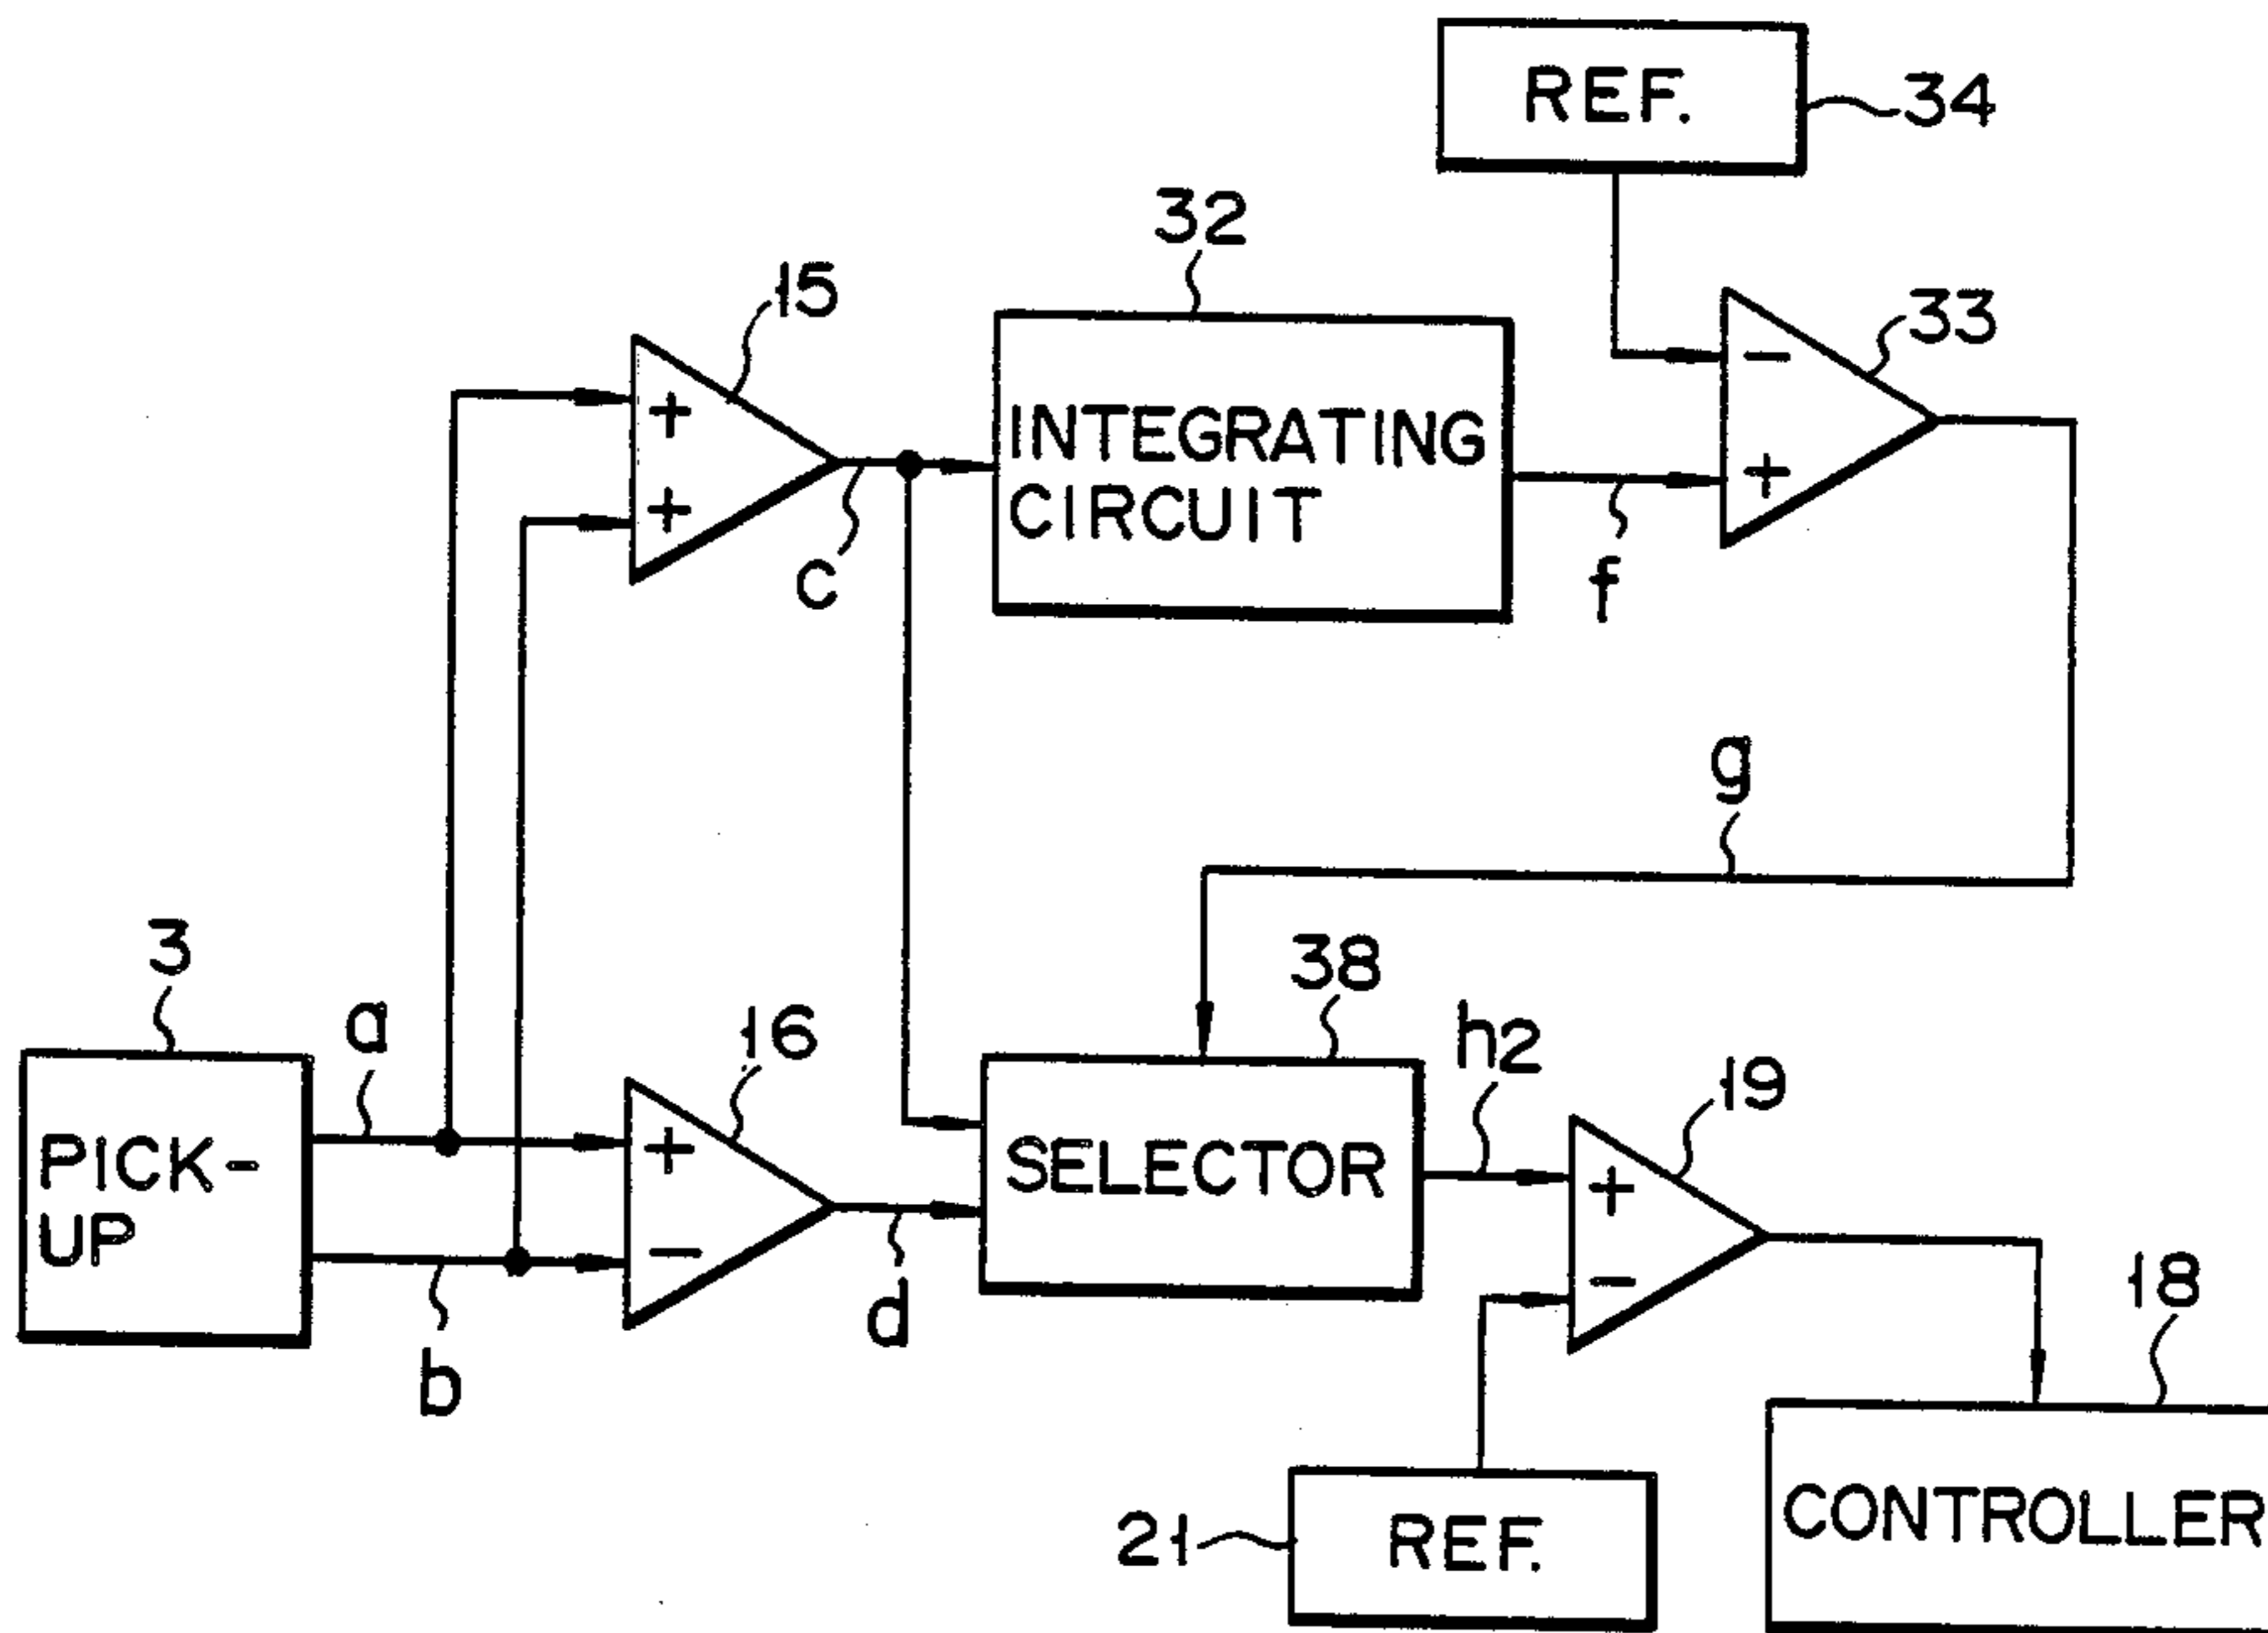 REF.
34
32
15
33
+
+
INTEGRATING
CIRCUIT
−
+
c
f
g
3
a
16
38
h2
19
PICK-
UP
+
−
SELECTOR
+
−
b
d
18
21
REF.
CONTROLLER